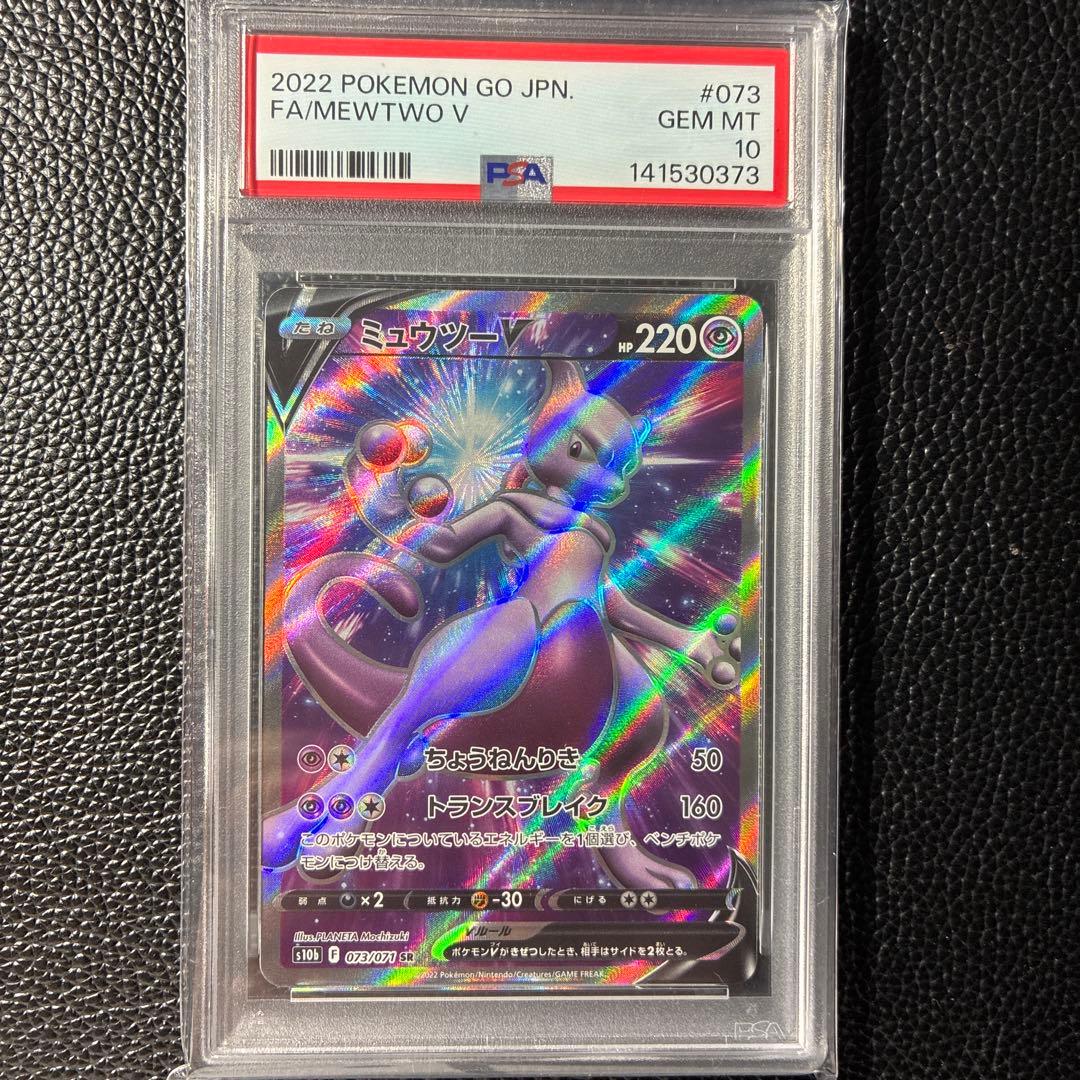 2022 POKEMON GO JPN. #073
FA/MEWTWO V GEM MT
10
PSA 141530373
たね ミュウツーV HP 220
ちょうねんりき 50
トランスブレイク 160
このポケモンについているエネルギーを1個選び、ベンチポケ
モンにつけ替える。
弱点 ×2 抵抗力 -30 にげる
Illus.PLANETA Mochizuki Vルール
ポケモンVがきぜつしたとき、相手はサイドを2枚とる。
s10b F 073/071 SR
©2022 Pokémon/Nintendo/Creatures/GAME FREAK.
PSA